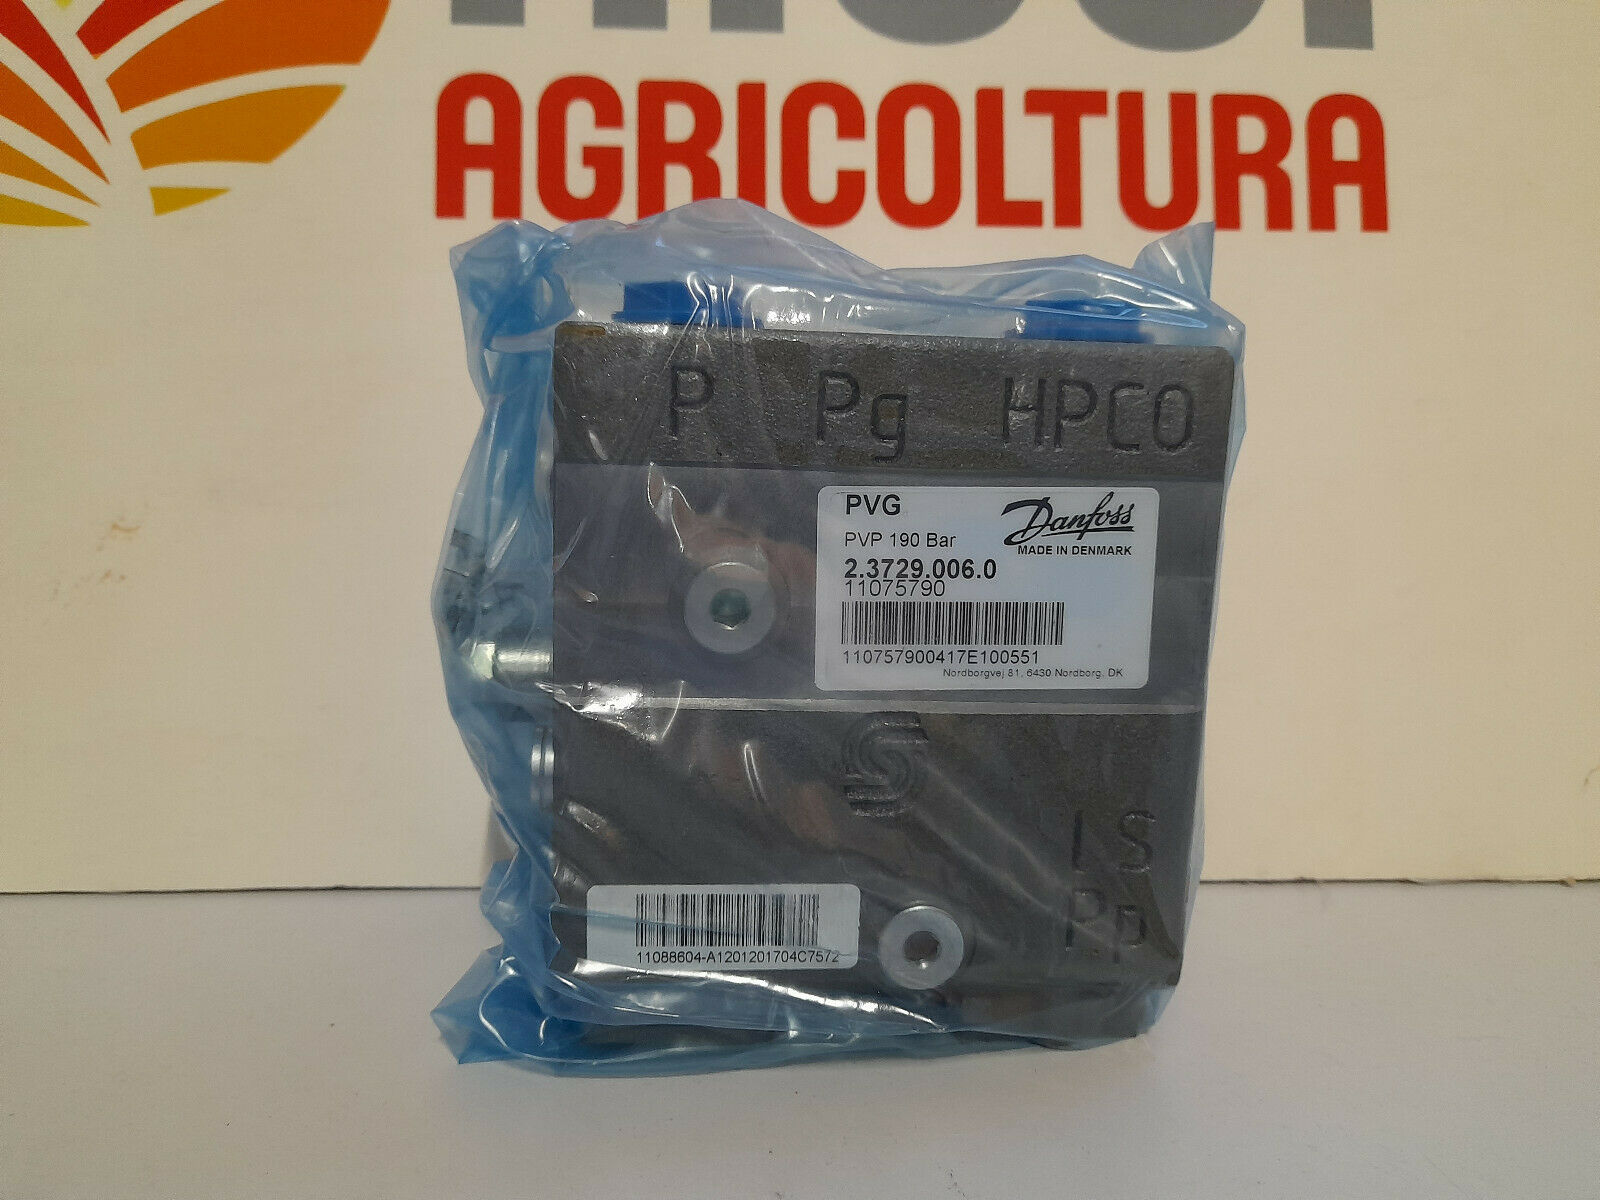 AGRICOLTURA
P Pg HPCO
PVG
Danfoss
MADE IN DENMARK
PVP 190 Bar
2.3729.006.0
11075790
110757900417E100551
Nordborgvej 81, 6430 Nordborg. DK
LS
Pp
11088604-A1201201704C7572